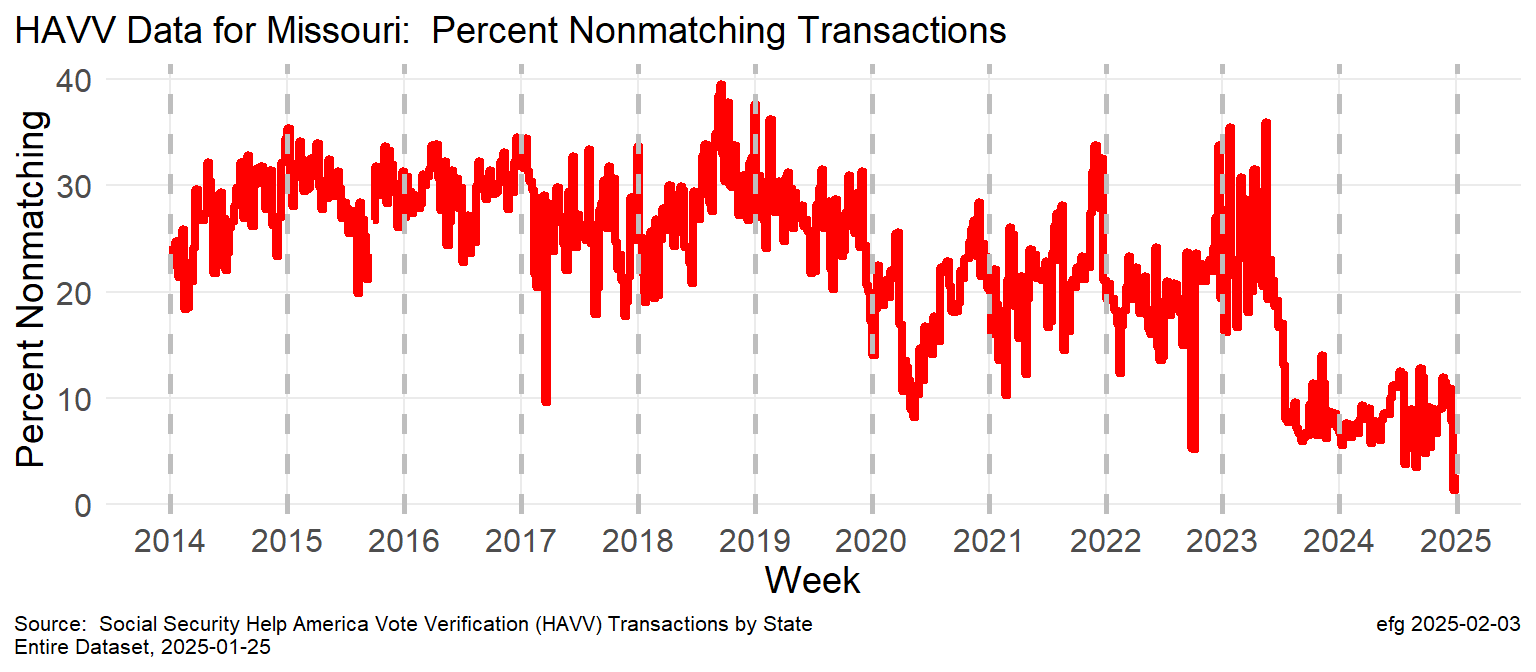 HAVV Data for Missouri:  Percent Nonmatching Transactions
Percent Nonmatching
40
30
20
10
0
2014 2015 2016 2017 2018 2019 2020 2021 2022 2023 2024 2025
Week
Source:  Social Security Help America Vote Verification (HAVV) Transactions by State
Entire Dataset, 2025-01-25
efg 2025-02-03